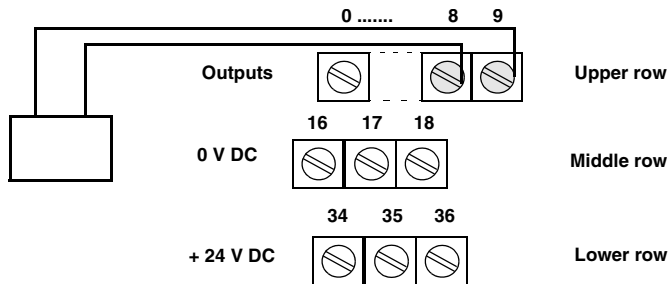 0 ....... 8 9
Outputs Upper row
16 17 18
0 V DC Middle row
34 35 36
+ 24 V DC Lower row